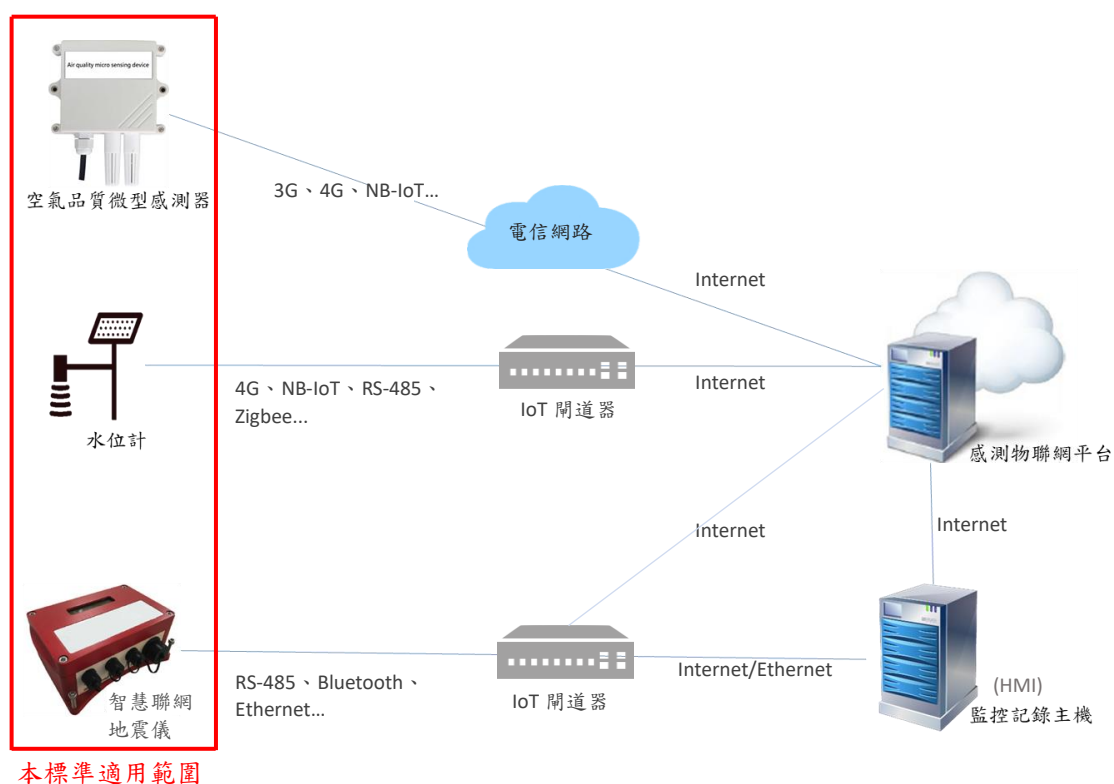 Air quality micro sensing device
空氣品質微型感測器
3G、4G、NB-IoT…
電信網路
Internet
4G、NB-IoT、RS-485、
Zigbee...
水位計
IoT 閘道器
Internet
感測物聯網平台
Internet
Internet
智慧聯網
地震儀
RS-485、Bluetooth、
Ethernet…
IoT 閘道器
Internet/Ethernet
(HMI)
監控記錄主機
本標準適用範圍